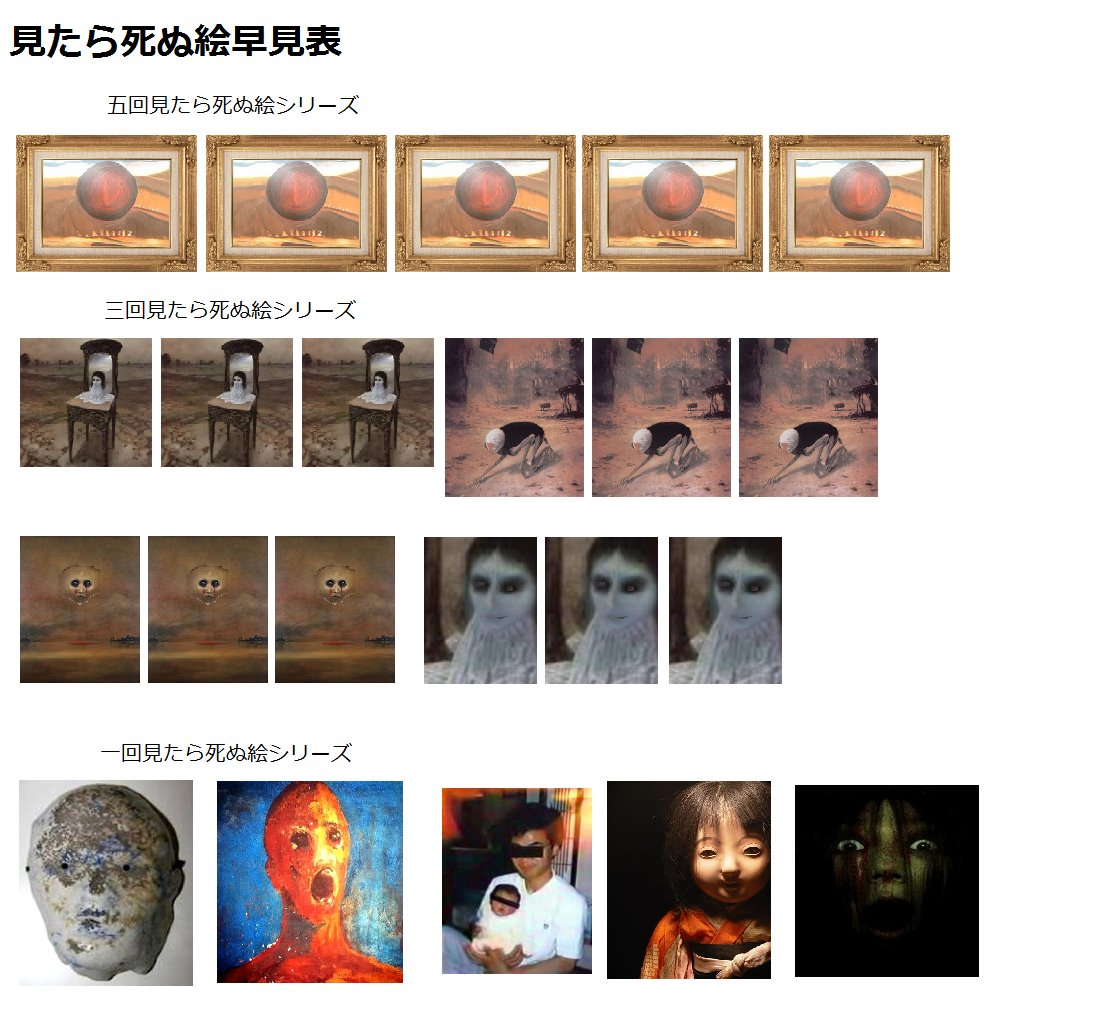 見たら死ぬ絵早見表
五回見たら死ぬ絵シリーズ
三回見たら死ぬ絵シリーズ
一回見たら死ぬ絵シリーズ